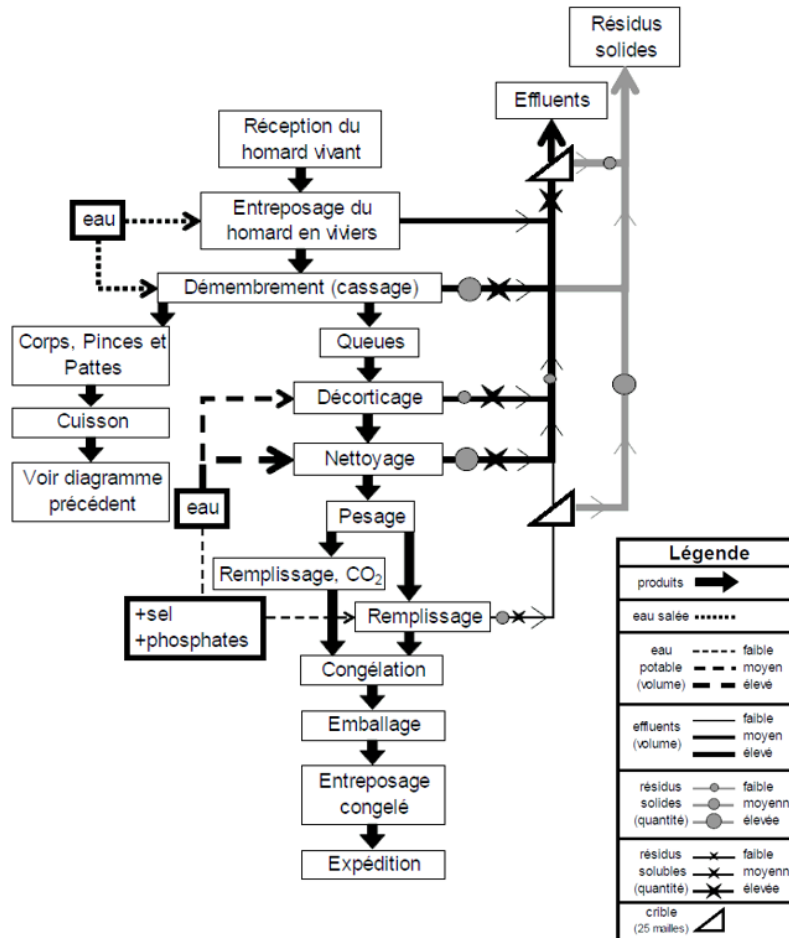 Résidus
solides
Effluents
Réception du
homard vivant
eau
Entreposage du
homard en viviers
Démembrement (cassage)
Corps, Pinces et
Pattes
Queues
Cuisson
Décorticage
Voir diagramme
précédent
Nettoyage
eau
Pesage
Remplissage, CO₂
+sel
+phosphates
Remplissage
Congélation
Emballage
Entreposage
congelé
Expédition
Légende
produits
eau salée
eau faible
potable moyen
(volume) élevé
effluents faible
(volume) moyen
élevé
résidus faible
solides moyenn
(quantité) élevée
résidus faible
solubles moyenn
(quantité) élevée
crible
(25 mailles)